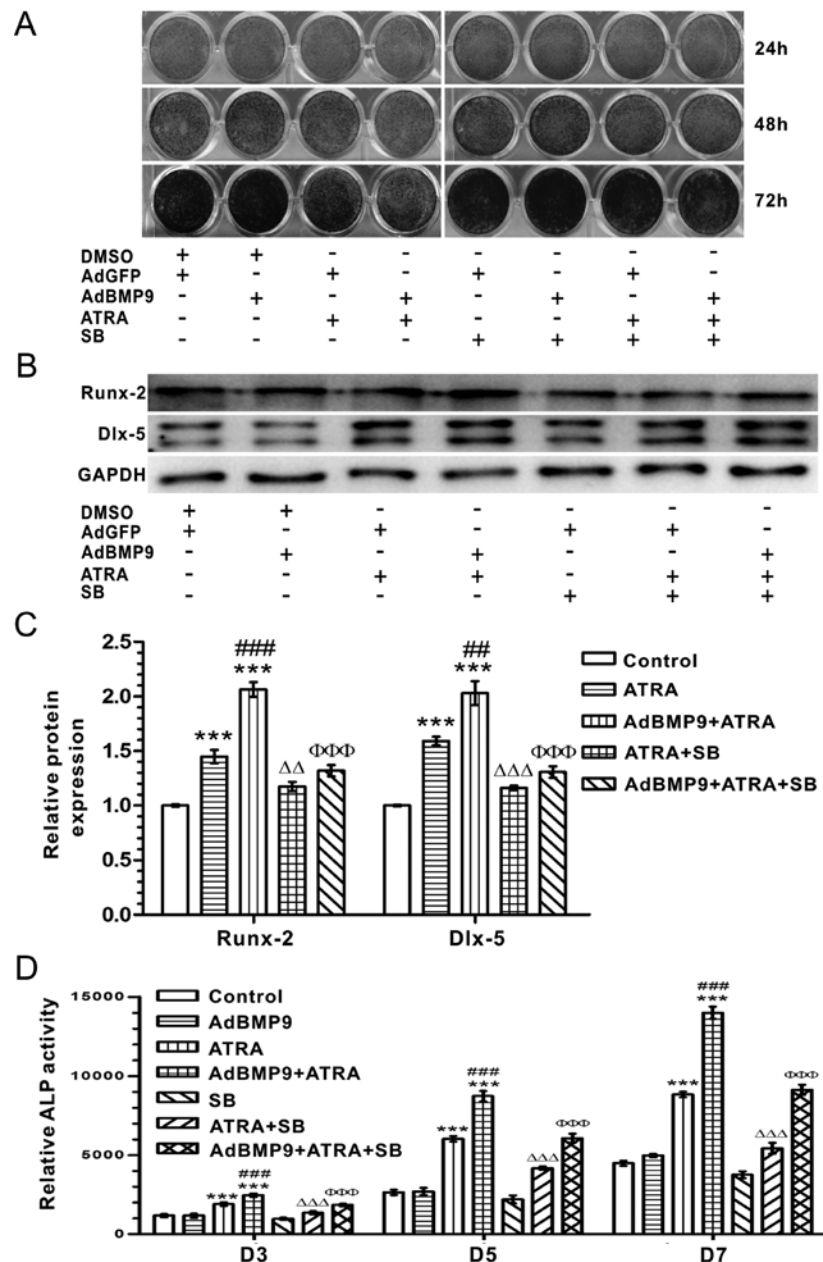 A
24h
48h
72h
DMSO + + - - - - - -
AdGFP + - + - + - + -
AdBMP9 - + - + - + - +
ATRA - - + + - - + +
SB - - - - + + + +
B
Runx-2
Dlx-5
GAPDH
DMSO + + - - - - -
AdGFP + - + - + + -
AdBMP9 - + - + - - +
ATRA - - + + - + +
SB - - - - + + +
C
Relative protein
expression
2.5
2.0
1.5
1.0
0.5
0.0
*** ### *** ΔΔ ΦΦΦ
*** ## *** ΔΔΔ ΦΦΦ
Runx-2 Dlx-5
Control
ATRA
AdBMP9+ATRA
ATRA+SB
AdBMP9+ATRA+SB
D
Relative ALP activity
15000
10000
5000
0
Control
AdBMP9
ATRA
AdBMP9+ATRA
SB
ATRA+SB
AdBMP9+ATRA+SB
*** ### *** ΔΔΔ ΦΦΦ
*** ### *** ΔΔΔ ΦΦΦ
*** ### *** ΔΔΔ ΦΦΦ
D3 D5 D7